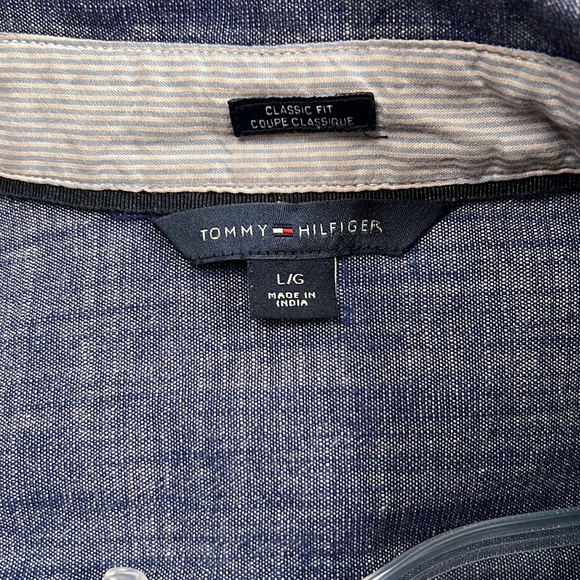 CLASSIC FIT
COUPE CLASSIQUE
TOMMY HILFIGER
L/G
MADE IN
INDIA